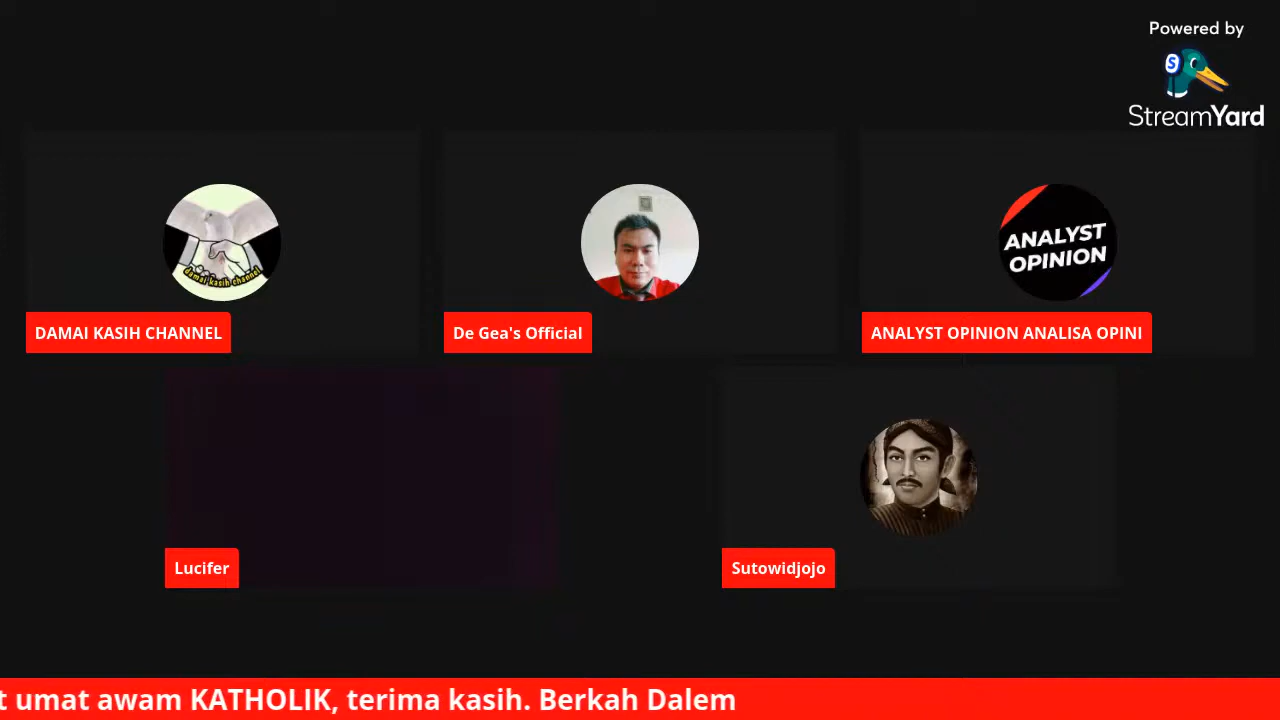 Powered by
S
StreamYard
damai kasih channel
ANALYST
OPINION
DAMAI KASIH CHANNEL
De Gea's Official
ANALYST OPINION ANALISA OPINI
Lucifer
Sutowidjojo
t umat awam KATHOLIK, terima kasih. Berkah Dalem